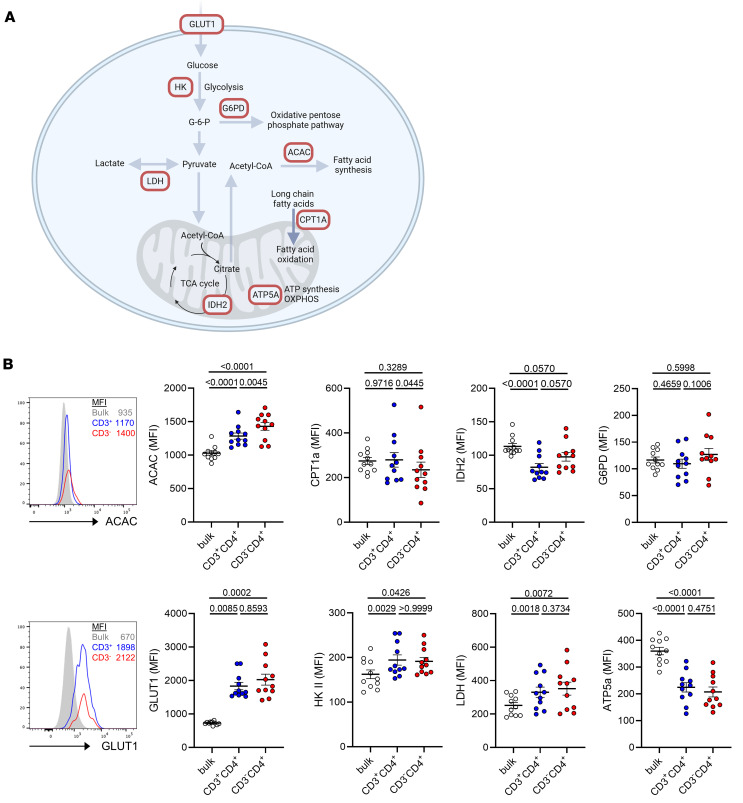 A
GLUT1
Glucose
HK
Glycolysis
G6PD
G-6-P
Oxidative pentose
phosphate pathway
ACAC
Lactate
Pyruvate
Acetyl-CoA
Fatty acid
synthesis
LDH
Long chain
fatty acids
CPT1A
Acetyl-CoA
Fatty acid
oxidation
Citrate
TCA cycle
IDH2
ATP5A
ATP synthesis
OXPHOS
B
MFI
Bulk 935
CD3⁺ 1170
CD3⁻ 1400
0 10³ 10⁴ 10⁵
ACAC
<0.0001
<0.0001 0.0045
2000
1500
1000
500
0
ACAC (MFI)
bulk
CD3⁺CD4⁺
CD3⁻CD4⁺
0.3289
0.9716 0.0445
600
400
200
0
CPT1a (MFI)
bulk
CD3⁺CD4⁺
CD3⁻CD4⁺
0.0570
<0.0001 0.0570
200
150
100
50
0
IDH2 (MFI)
bulk
CD3⁺CD4⁺
CD3⁻CD4⁺
0.5998
0.4659 0.1006
250
200
150
100
50
0
G6PD (MFI)
bulk
CD3⁺CD4⁺
CD3⁻CD4⁺
MFI
Bulk 670
CD3⁺ 1898
CD3⁻ 2122
0 10³ 10⁴ 10⁵
GLUT1
0.0002
0.0085 0.8593
4000
3000
2000
1000
0
GLUT1 (MFI)
bulk
CD3⁺CD4⁺
CD3⁻CD4⁺
0.0426
0.0029 >0.9999
300
200
100
0
HK II (MFI)
bulk
CD3⁺CD4⁺
CD3⁻CD4⁺
0.0072
0.0018 0.3734
800
600
400
200
0
LDH (MFI)
bulk
CD3⁺CD4⁺
CD3⁻CD4⁺
<0.0001
<0.0001 0.4751
500
400
300
200
100
0
ATP5a (MFI)
bulk
CD3⁺CD4⁺
CD3⁻CD4⁺